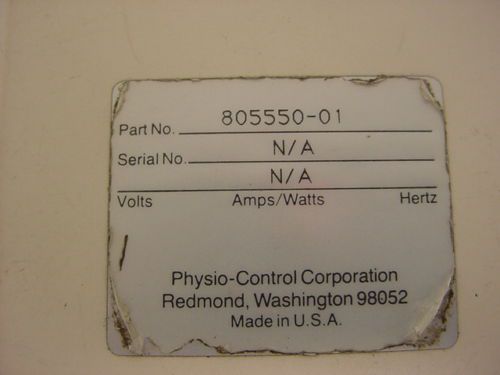 Part No. 805550-01
Serial No. N/A
N/A
Volts Amps/Watts Hertz
Physio-Control Corporation
Redmond, Washington 98052
Made in U.S.A.